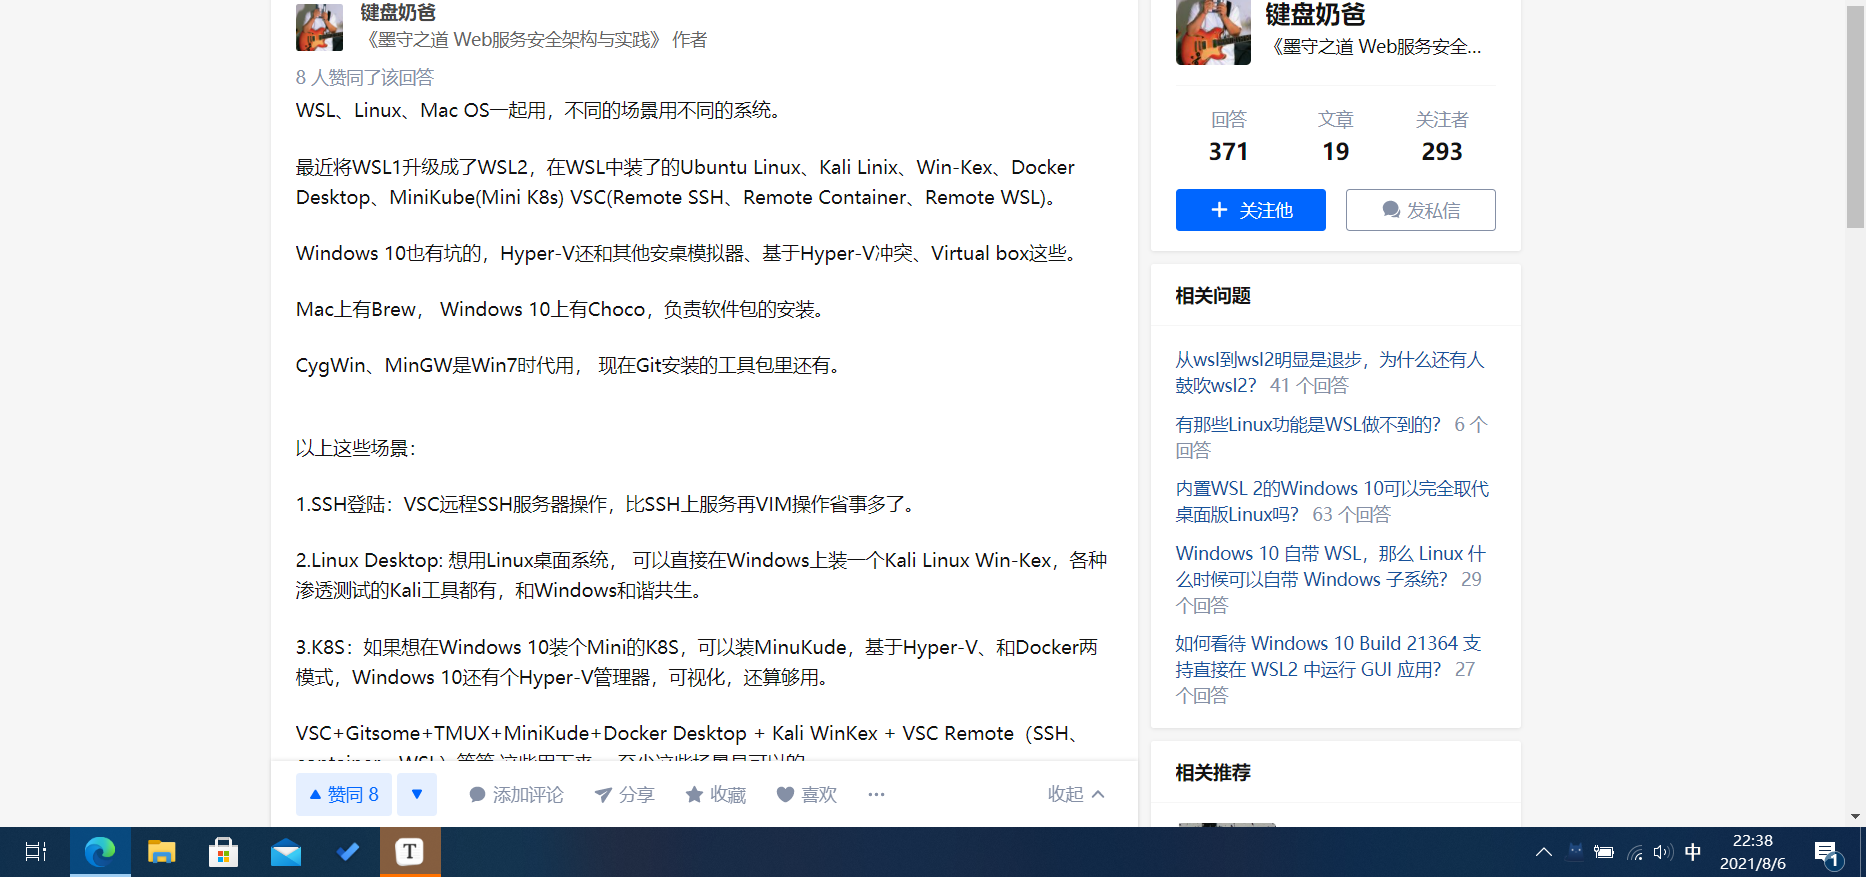 键盘奶爸
《墨守之道 Web服务安全架构与实践》 作者
8 人赞同了该回答
WSL、Linux、Mac OS一起用，不同的场景用不同的系统。
最近将WSL1升级成了WSL2，在WSL中装了的Ubuntu Linux、Kali Linix、Win-Kex、Docker
Desktop、MiniKube(Mini K8s) VSC(Remote SSH、Remote Container、Remote WSL)。
Windows 10也有坑的，Hyper-V还和其他安桌模拟器、基于Hyper-V冲突、Virtual box这些。
Mac上有Brew， Windows 10上有Choco，负责软件包的安装。
CygWin、MinGW是Win7时代用， 现在Git安装的工具包里还有。
以上这些场景：
1.SSH登陆：VSC远程SSH服务器操作，比SSH上服务再VIM操作省事多了。
2.Linux Desktop: 想用Linux桌面系统， 可以直接在Windows上装一个Kali Linux Win-Kex，各种
渗透测试的Kali工具都有，和Windows和谐共生。
3.K8S：如果想在Windows 10装个Mini的K8S，可以装MinuKude，基于Hyper-V、和Docker两
模式，Windows 10还有个Hyper-V管理器，可视化，还算够用。
VSC+Gitsome+TMUX+MiniKude+Docker Desktop + Kali WinKex + VSC Remote（SSH、
container、WSL）等等 这些用下来， 至少这些场景是可以的
赞同 8
添加评论
分享
收藏
喜欢
收起
键盘奶爸
《墨守之道 Web服务安全...
回答
文章
关注者
371
19
293
关注他
发私信
相关问题
从wsl到wsl2明显是退步，为什么还有人
鼓吹wsl2？ 41 个回答
有那些Linux功能是WSL做不到的？ 6 个
回答
内置WSL 2的Windows 10可以完全取代
桌面版Linux吗？ 63 个回答
Windows 10 自带 WSL，那么 Linux 什
么时候可以自带 Windows 子系统？ 29
个回答
如何看待 Windows 10 Build 21364 支
持直接在 WSL2 中运行 GUI 应用？ 27
个回答
相关推荐
T
中
22:38
2021/8/6
1